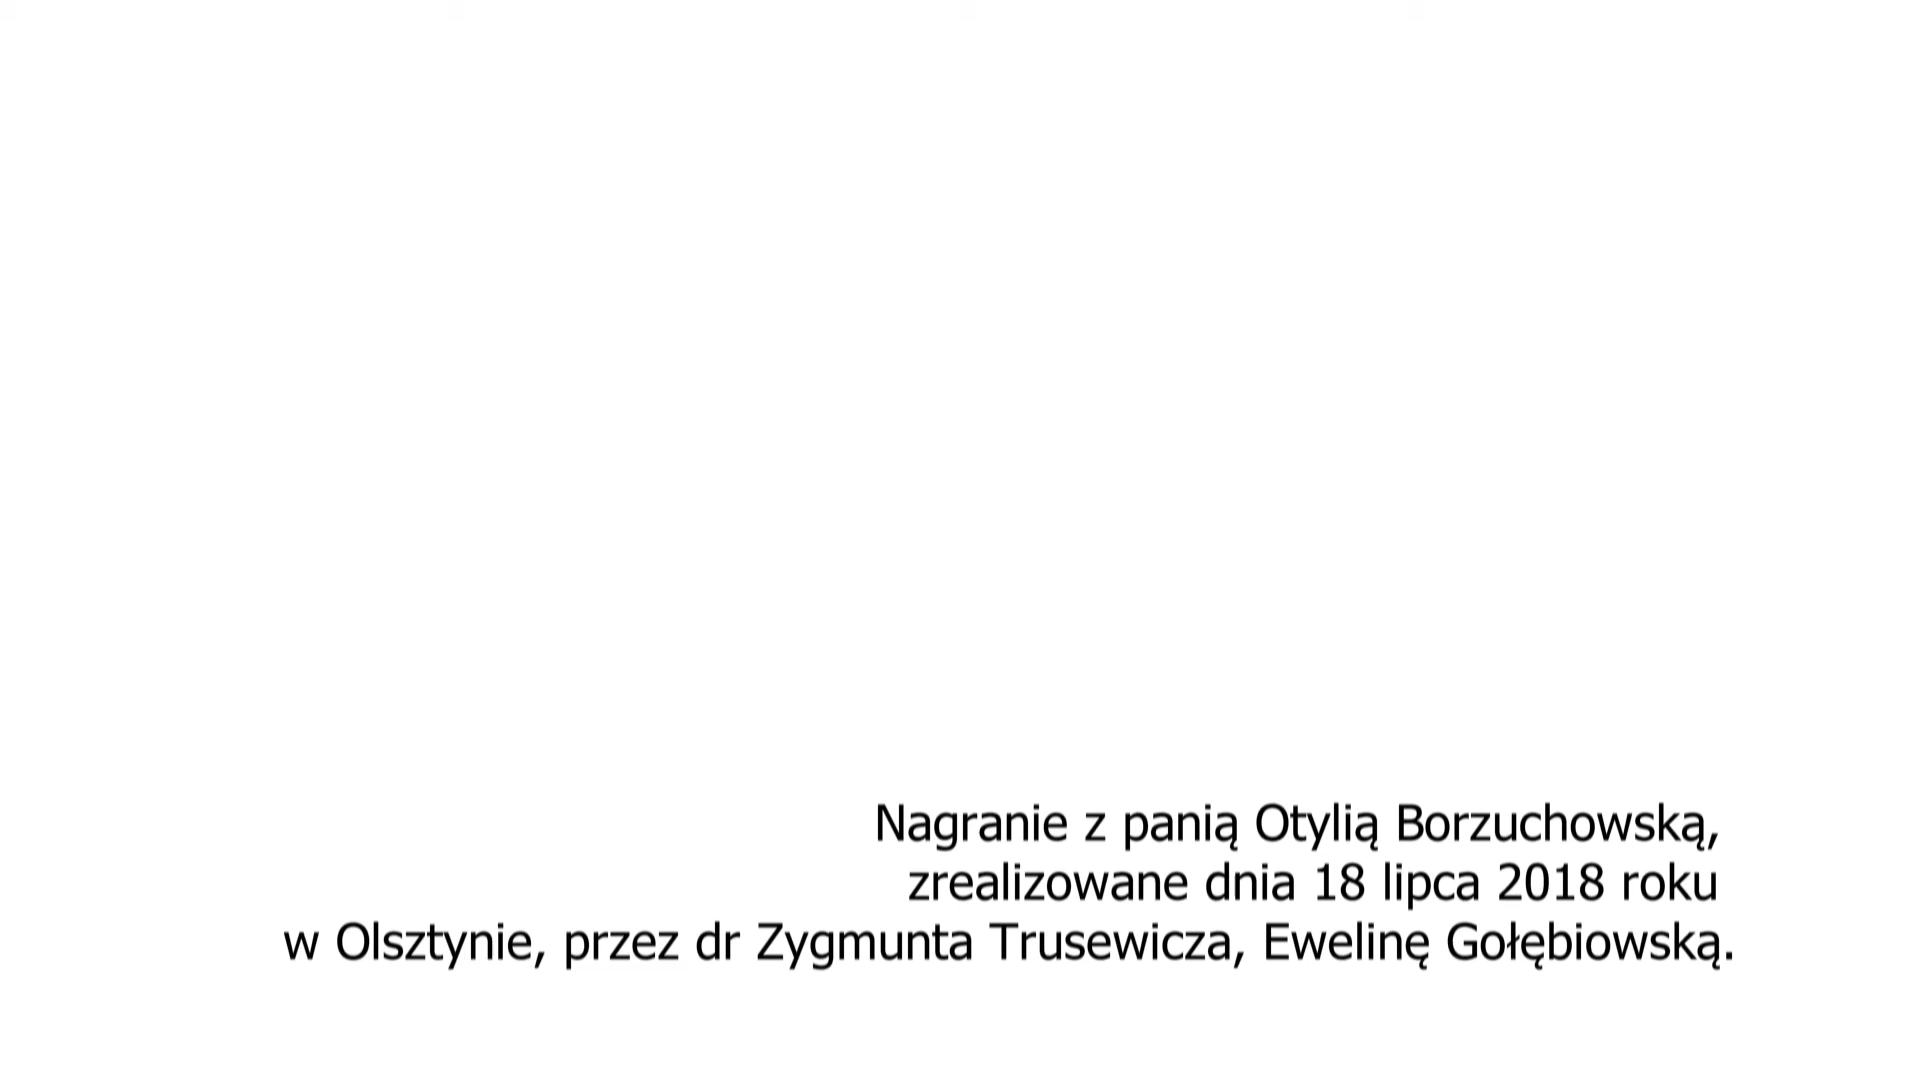 Nagranie z panią Otylią Borzuchowską,
zrealizowane dnia 18 lipca 2018 roku
w Olsztynie, przez dr Zygmunta Trusewicza, Ewelinę Gołębiowską.